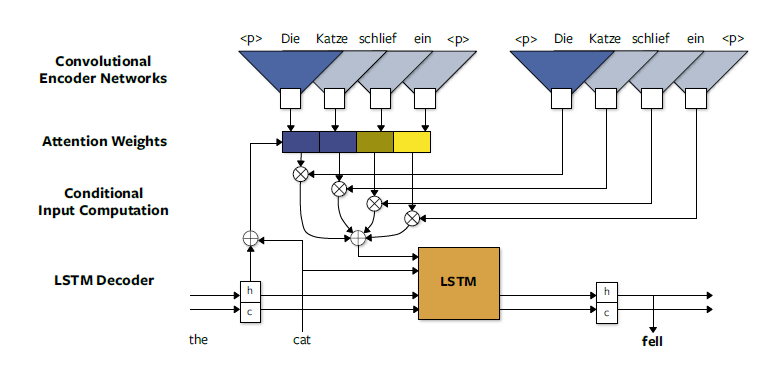 <p> Die Katze schlief ein <p>
<p> Die Katze schlief ein <p>
Convolutional
Encoder Networks
Attention Weights
Conditional
Input Computation
LSTM Decoder
LSTM
h
c
h
c
the
cat
fell